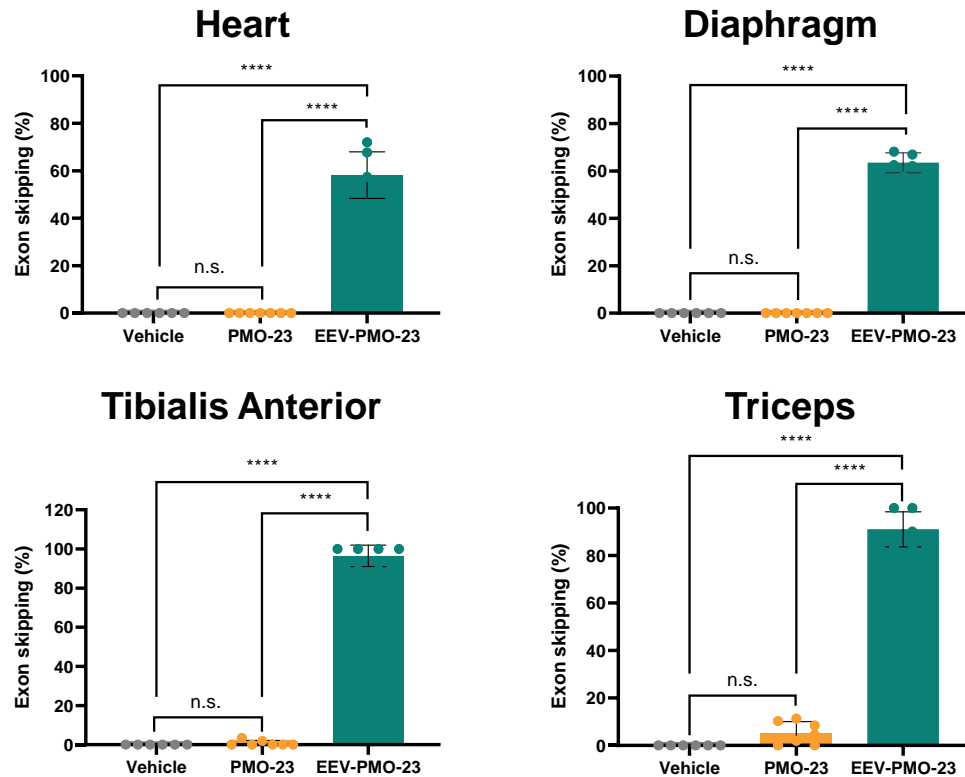 Heart
****
****
n.s.
Exon skipping (%)
100
80
60
40
20
0
Vehicle PMO-23 EEV-PMO-23
Diaphragm
****
****
n.s.
Exon skipping (%)
100
80
60
40
20
0
Vehicle PMO-23 EEV-PMO-23
Tibialis Anterior
****
****
n.s.
Exon skipping (%)
120
100
80
60
40
20
0
Vehicle PMO-23 EEV-PMO-23
Triceps
****
****
n.s.
Exon skipping (%)
100
80
60
40
20
0
Vehicle PMO-23 EEV-PMO-23